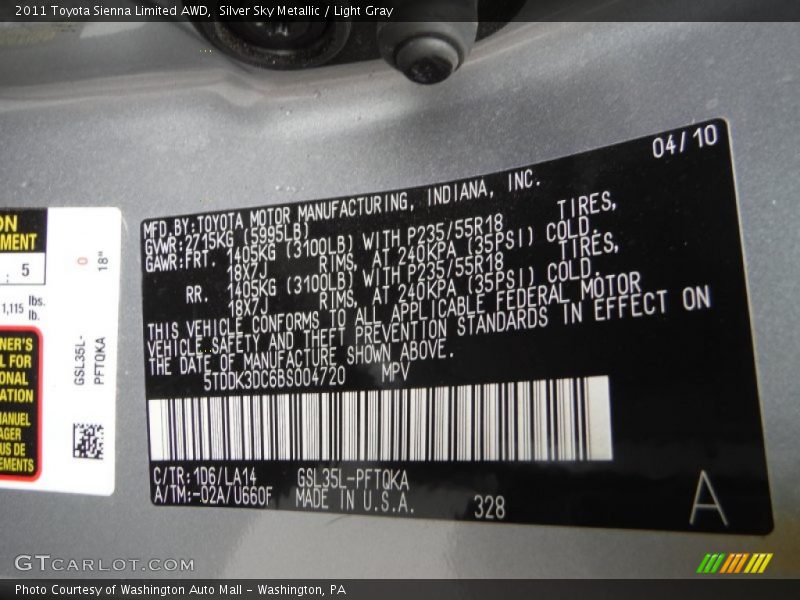 2011 Toyota Sienna Limited AWD,  Silver Sky Metallic / Light Gray
04/10
MFD.BY:TOYOTA MOTOR MANUFACTURING, INDIANA, INC.
GVWR:2715KG (5995LB)
GAWR:FRT. 1405KG (3100LB) WITH P235/55R18 TIRES,
18X7J RIMS, AT 240KPA (35PSI) COLD.
RR. 1405KG (3100LB) WITH P235/55R18 TIRES,
18X7J RIMS, AT 240KPA (35PSI) COLD.
THIS VEHICLE CONFORMS TO ALL APPLICABLE FEDERAL MOTOR
VEHICLE SAFETY AND THEFT PREVENTION STANDARDS IN EFFECT ON
THE DATE OF MANUFACTURE SHOWN ABOVE.
5TDDK3DC6BS004720 MPV
C/TR:1D6/LA14 GSL35L-PFTQKA
A/TM:-02A/U660F MADE IN U.S.A. 328
A
ON
MENT
: 5
1,115 lbs.
lb.
0 18"
GSL35L-
PFTQKA
NER'S
L FOR
ONAL
ATION
MANUEL
AGER
US DE
EMENTS
GTCARLOT.COM
Photo Courtesy of Washington Auto Mall - Washington, PA